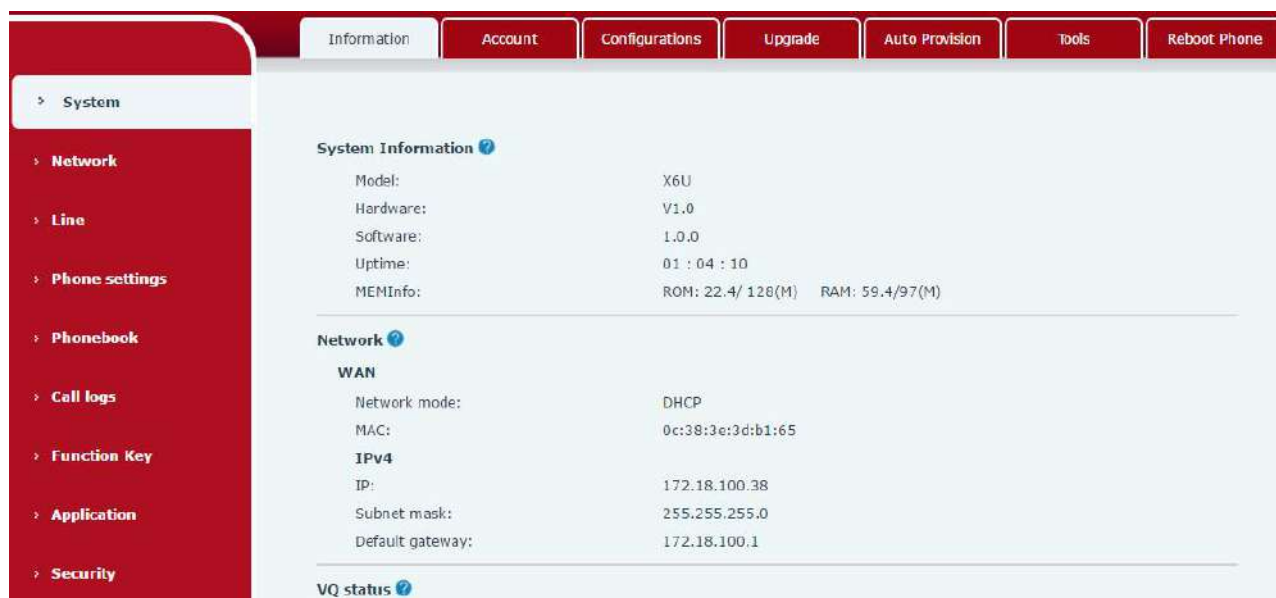 Information Account Configurations Upgrade Auto Provision Tools Reboot Phone
› System
› Network
› Line
› Phone settings
› Phonebook
› Call logs
› Function Key
› Application
› Security
System Information ?
Model: X6U
Hardware: V1.0
Software: 1.0.0
Uptime: 01 : 04 : 10
MEMInfo: ROM: 22.4/ 128(M) RAM: 59.4/97(M)
Network ?
WAN
Network mode: DHCP
MAC: 0c:38:3e:3d:b1:65
IPv4
IP: 172.18.100.38
Subnet mask: 255.255.255.0
Default gateway: 172.18.100.1
VQ status ?